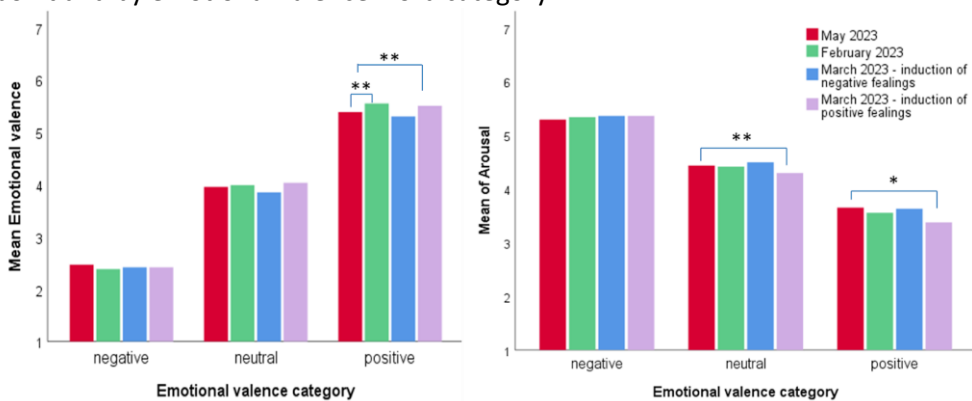 7
6
5
4
3
2
1
Mean Emotional valence
**
**
negative neutral positive
Emotional valence category
7
6
5
4
3
2
1
Mean of Arousal
May 2023
February 2023
March 2023 - induction of
negative fealings
March 2023 - induction of
positive fealings
**
*
negative neutral positive
Emotional valence category